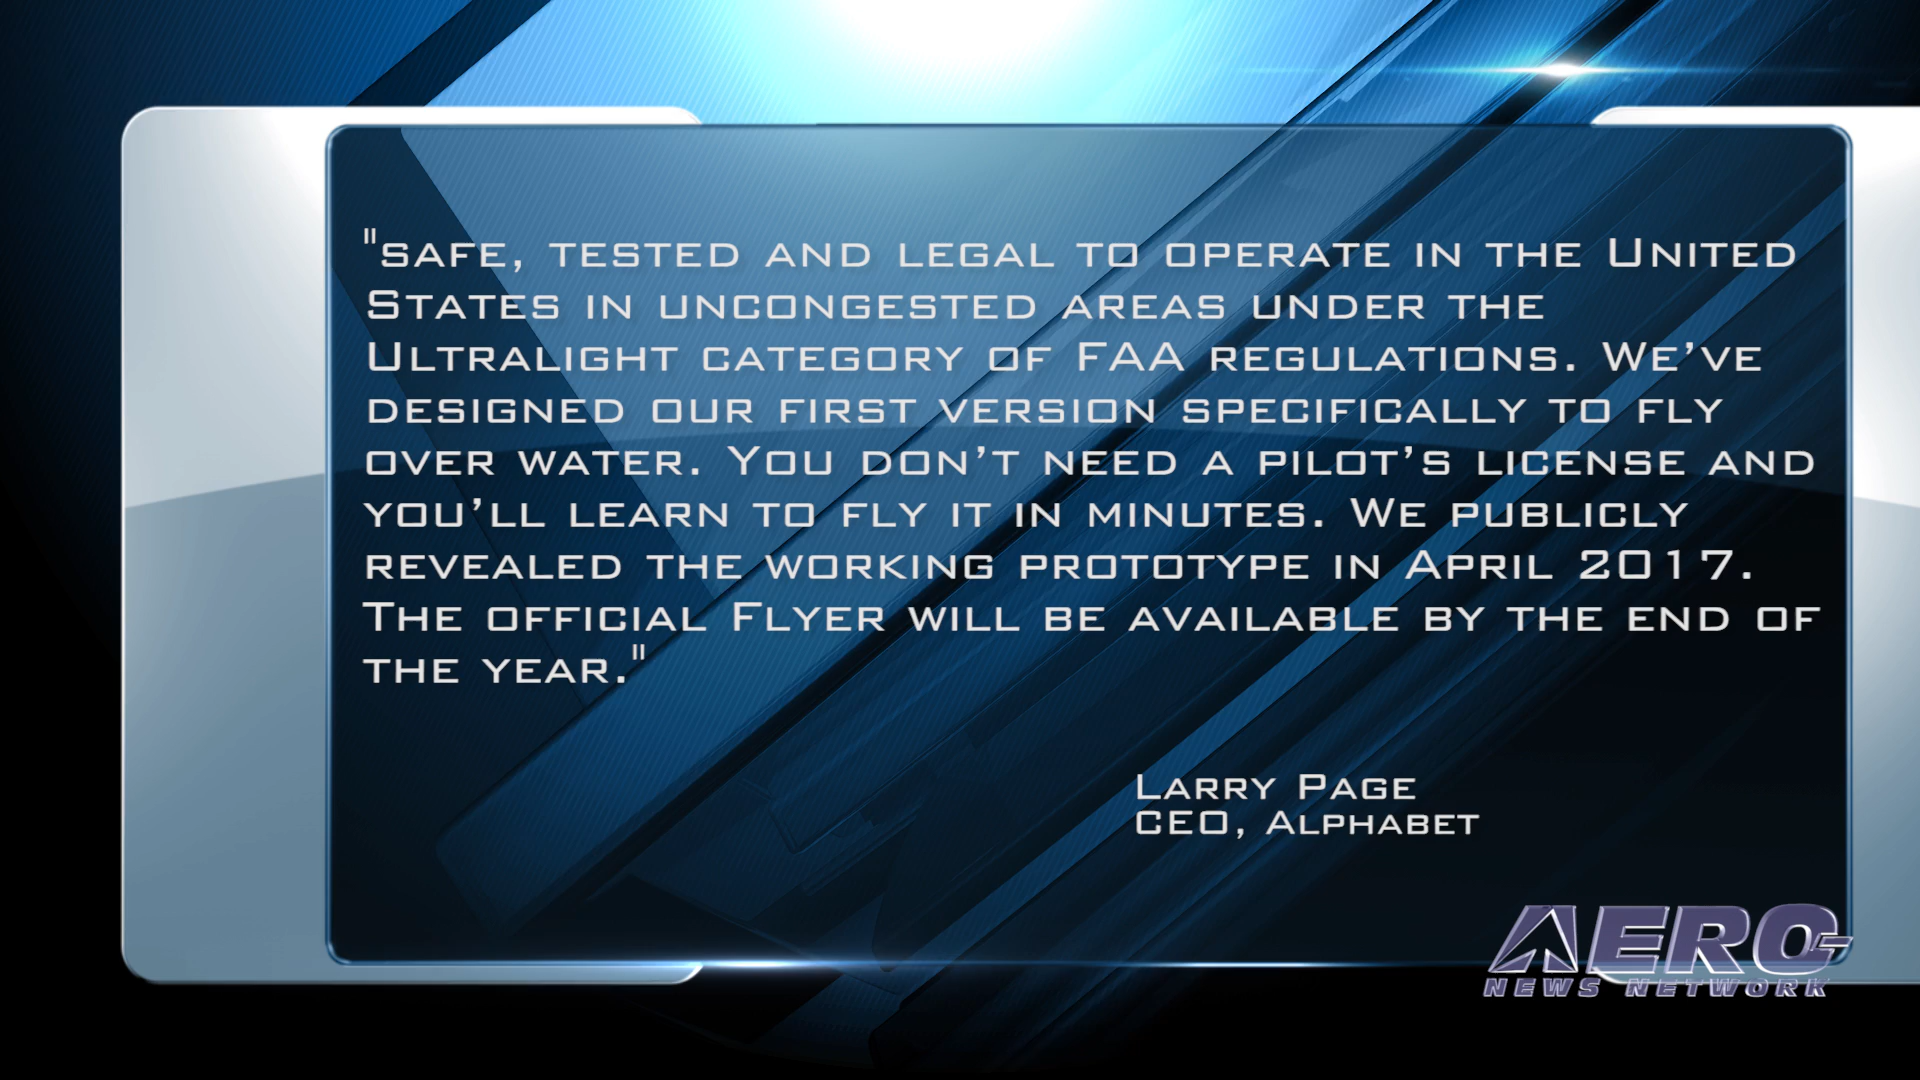 "safe, tested and legal to operate in the United
States in uncongested areas under the
Ultralight category of FAA regulations. We've
designed our first version specifically to fly
over water. You don't need a pilot's license and
you'll learn to fly it in minutes. We publicly
revealed the working prototype in April 2017.
The official Flyer will be available by the end of
the year."
Larry Page
CEO, Alphabet
AERO-
NEWS NETWORK